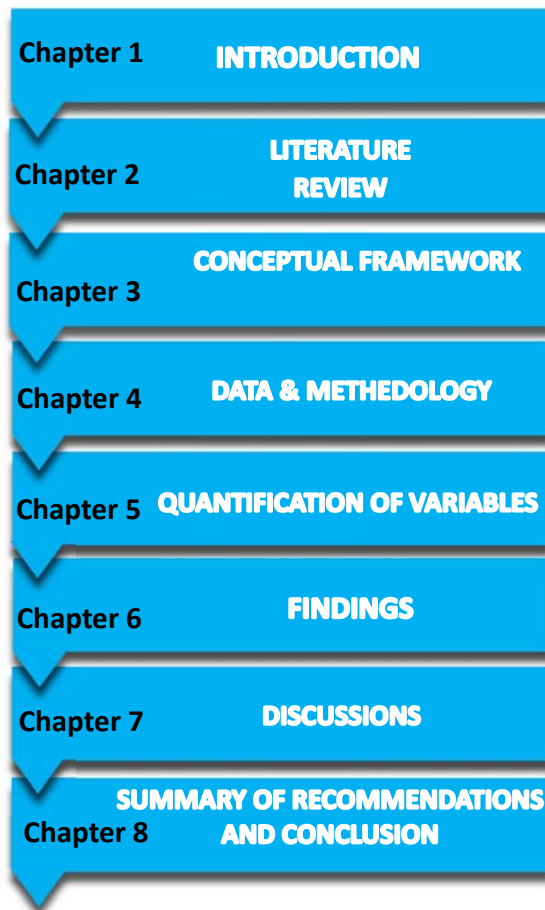 Chapter 1 INTRODUCTION
LITERATURE
Chapter 2
REVIEW
CONCEPTUAL FRAMEWORK
Chapter 3
Chapter 4 DATA & METHEDOLOGY
Chapter 5 QUANTIFICATION OF VARIABLES
Chapter 6 FINDINGS
Chapter 7 DISCUSSIONS
SUMMARY OF RECOMMENDATIONS
Chapter 8 AND CONCLUSION